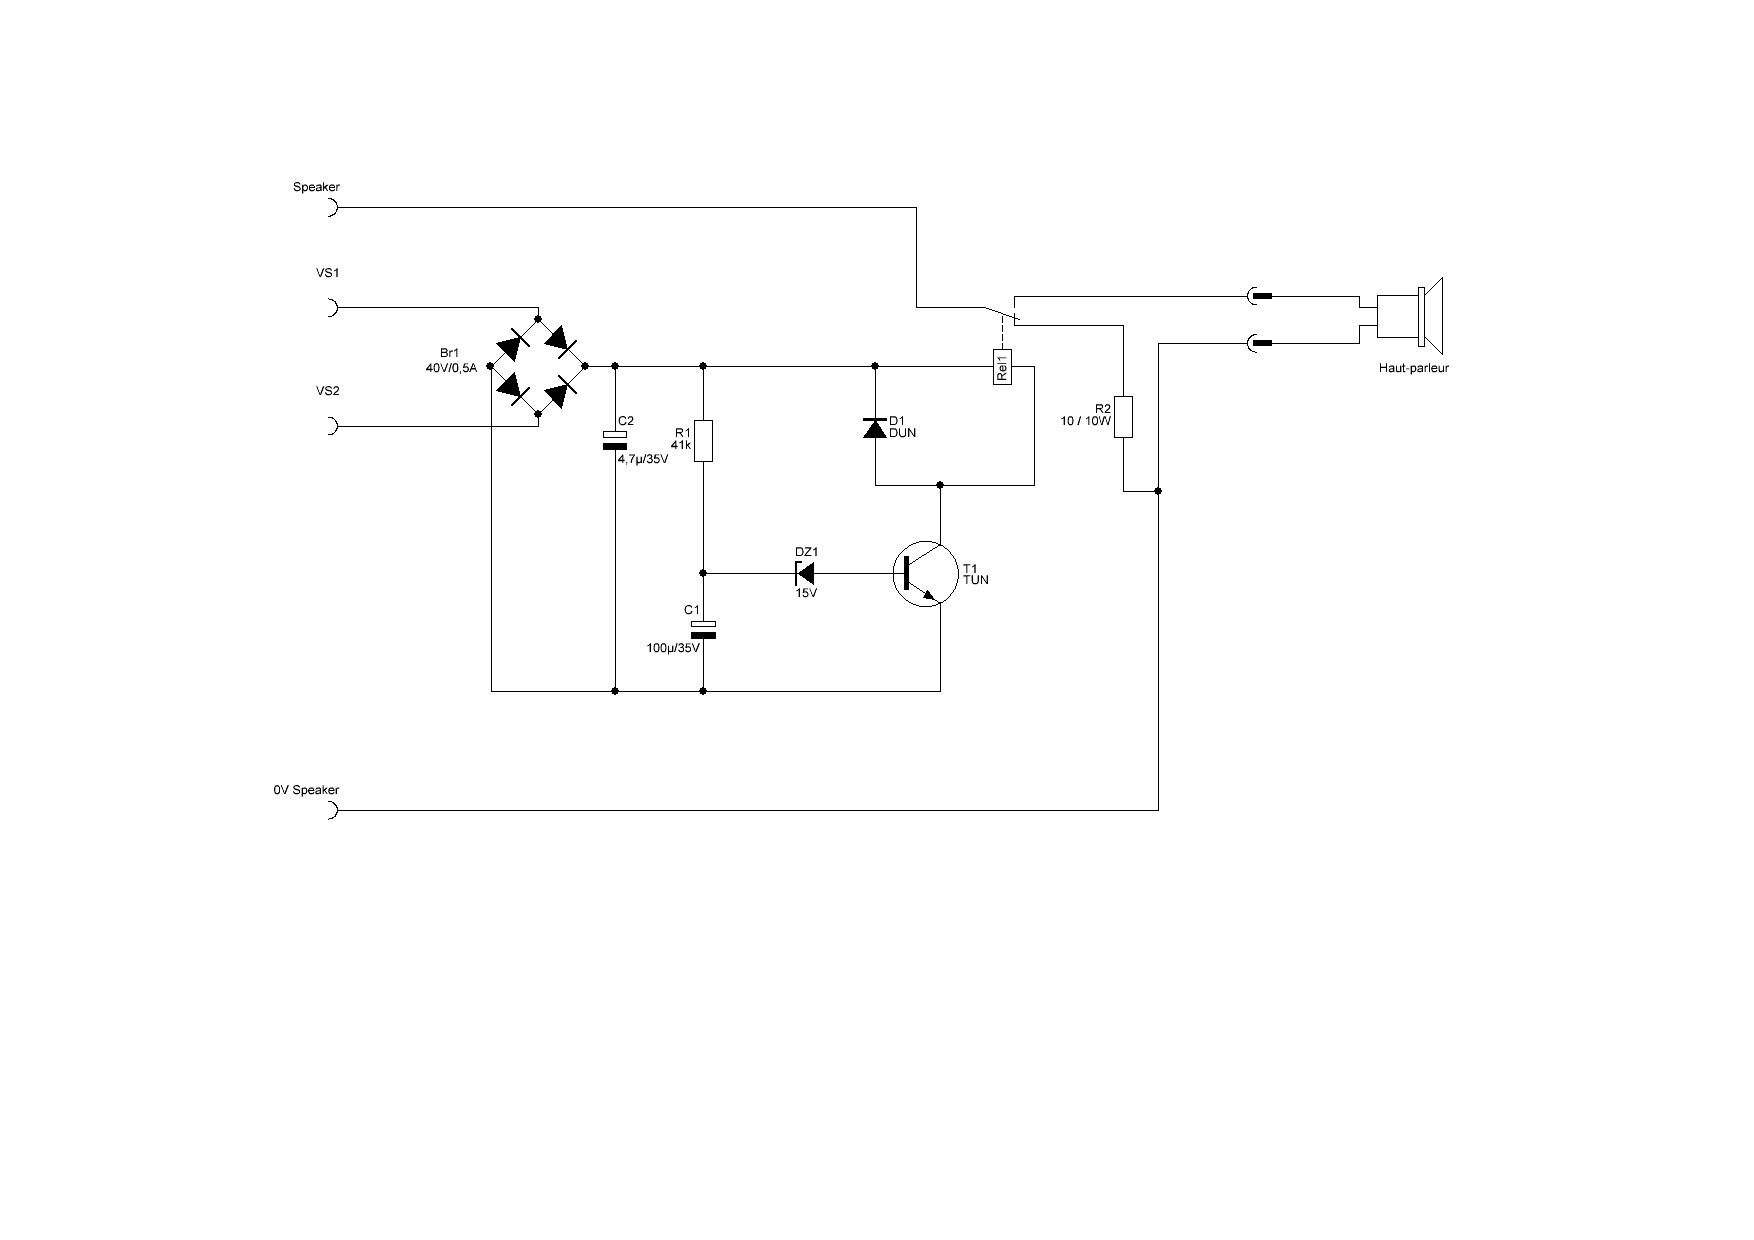 Speaker
VS1
Br1
40V/0,5A
VS2
C2
4,7µ/35V
R1
41k
D1
DUN
Rel1
R2
10 / 10W
Haut-parleur
DZ1
15V
T1
TUN
C1
100µ/35V
0V Speaker